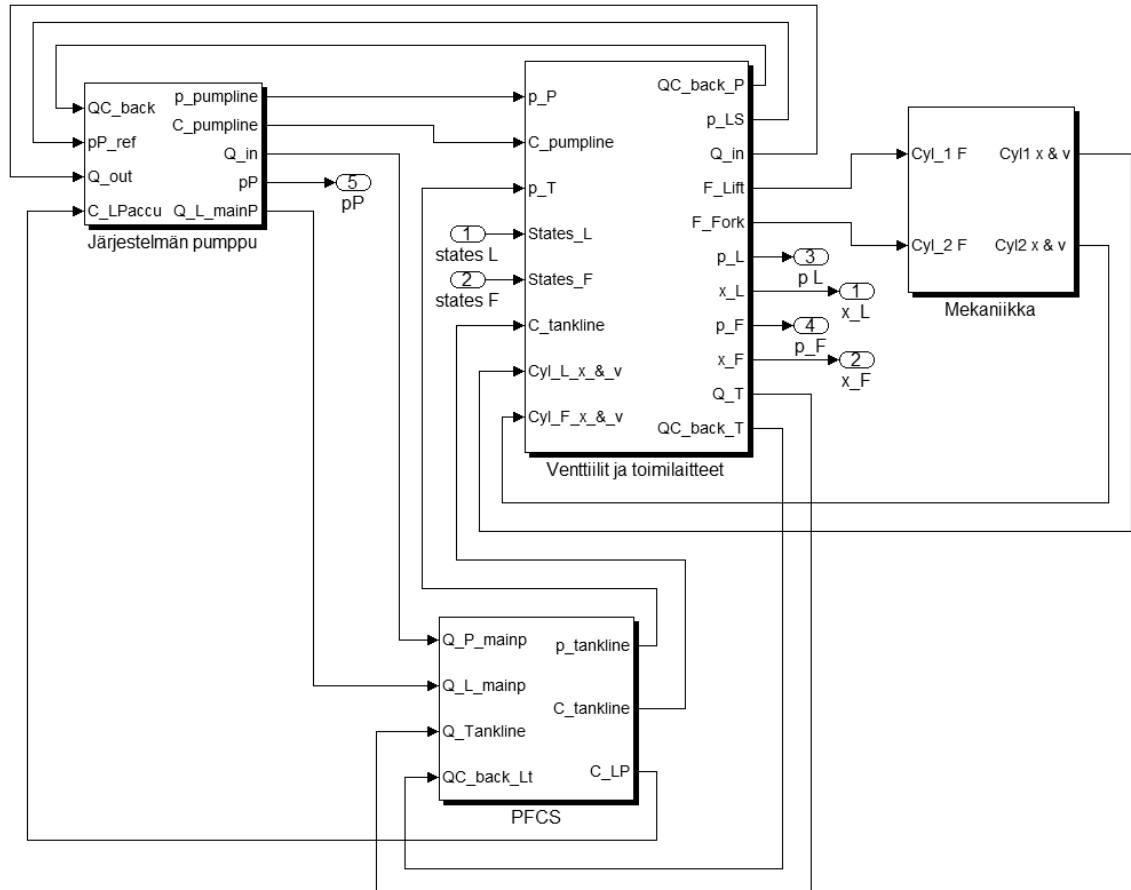 QC_back
pP_ref
Q_out
C_LPaccu
p_pumpline
C_pumpline
Q_in
pP
Q_L_mainP
Järjestelmän pumppu
5
pP
1
states L
2
states F
p_P
C_pumpline
p_T
States_L
States_F
C_tankline
Cyl_L_x_&_v
Cyl_F_x_&_v
QC_back_P
p_LS
Q_in
F_Lift
F_Fork
p_L
x_L
p_F
x_F
Q_T
QC_back_T
Venttiilit ja toimilaitteet
3
p L
1
x_L
4
p_F
2
x_F
Cyl_1 F
Cyl_2 F
Cyl1 x & v
Cyl2 x & v
Mekaniikka
Q_P_mainp
Q_L_mainp
Q_Tankline
QC_back_Lt
p_tankline
C_tankline
C_LP
PFCS